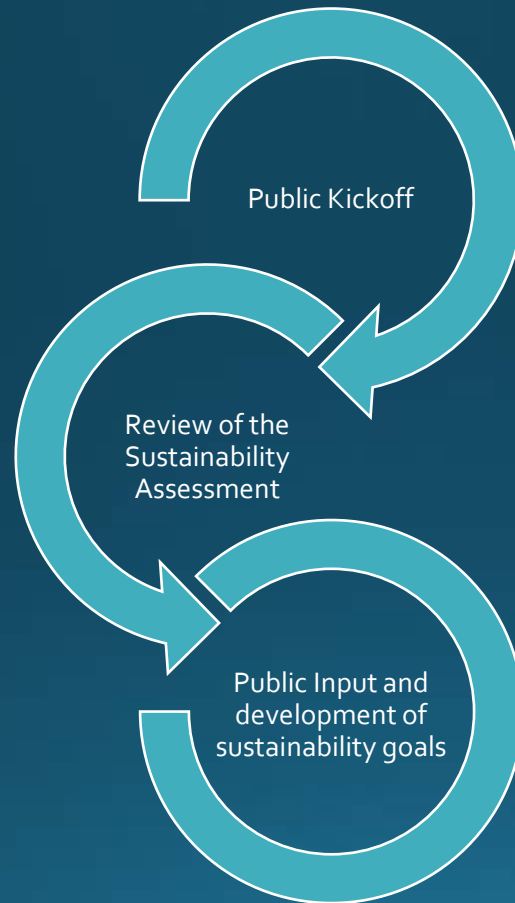 Public Kickoff
Review of the
Sustainability
Assessment
Public Input and
development of
sustainability goals